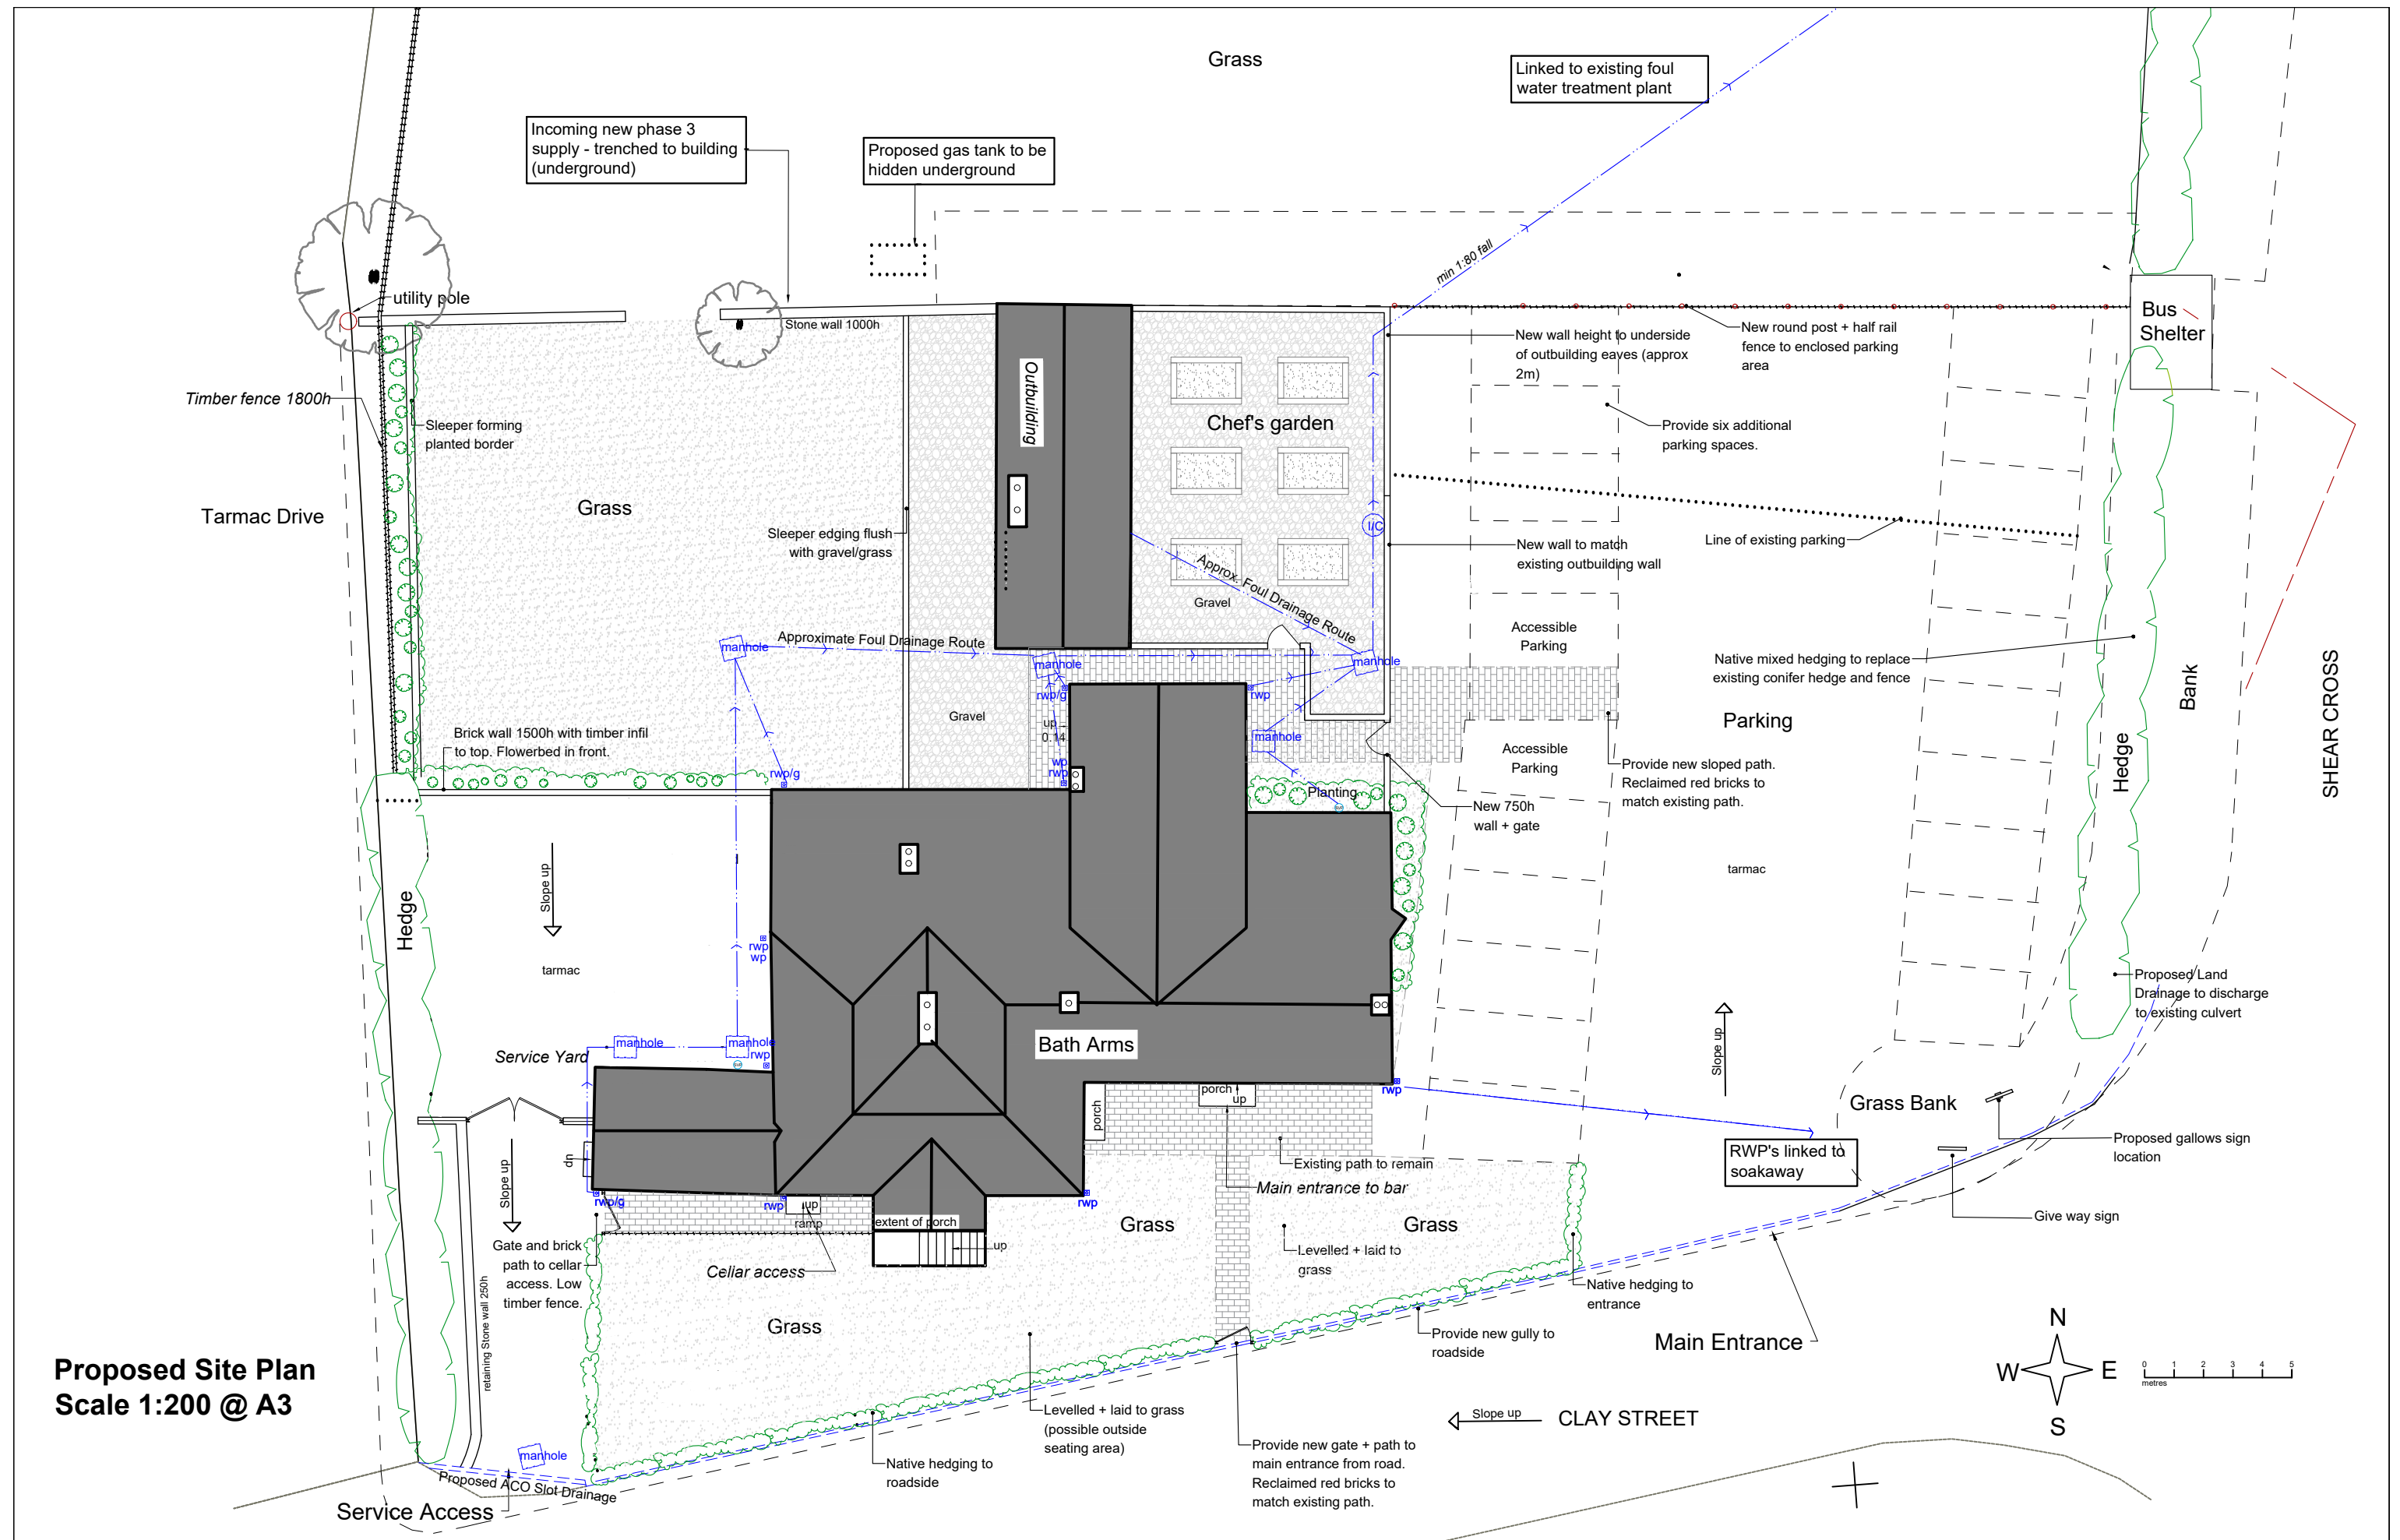 Grass
Linked to existing foul
water treatment plant
Incoming new phase 3
supply - trenched to building
(underground)
Proposed gas tank to be
hidden underground
min 1:80 fall
utility pole
Stone wall 1000h
Bus
Shelter
New wall height to underside
of outbuilding eaves (approx
2m)
New round post + half rail
fence to enclosed parking
area
Timber fence 1800h
Sleeper forming
planted border
Outbuilding
Chef's garden
Provide six additional
parking spaces.
Tarmac Drive
Grass
Sleeper edging flush
with gravel/grass
I/C
Line of existing parking
New wall to match
existing outbuilding wall
Approx. Foul Drainage Route
Gravel
Approximate Foul Drainage Route
manhole
manhole
manhole
Accessible
Parking
Native mixed hedging to replace
existing conifer hedge and fence
Bank
SHEAR CROSS
rwp/g
rwp
Gravel
up
0.14
manhole
Parking
Brick wall 1500h with timber infil
to top. Flowerbed in front.
rwp/g
wp
rwp
Accessible
Parking
Provide new sloped path.
Reclaimed red bricks to
match existing path.
Hedge
Planting
New 750h
wall + gate
Slope up
Hedge
tarmac
tarmac
rwp
wp
Proposed Land
Drainage to discharge
to existing culvert
Service Yard
manhole
manhole
rwp
Bath Arms
Slope up
porch
up
porch
rwp
Grass Bank
Proposed gallows sign
location
RWP's linked to
soakaway
dn
Slope up
Existing path to remain
Main entrance to bar
rwp/g
rwp
up
ramp
extent of porch
rwp
up
Grass
Grass
Give way sign
Gate and brick
path to cellar
access. Low
timber fence.
Cellar access
Levelled + laid to
grass
Native hedging to
entrance
retaining Stone wall 250h
Grass
Provide new gully to
roadside
Main Entrance
N
W
E
S
0 1 2 3 4 5
metres
Proposed Site Plan
Scale 1:200 @ A3
Levelled + laid to grass
(possible outside
seating area)
Slope up
CLAY STREET
Provide new gate + path to
main entrance from road.
Reclaimed red bricks to
match existing path.
manhole
Native hedging to
roadside
Proposed ACO Slot Drainage
Service Access